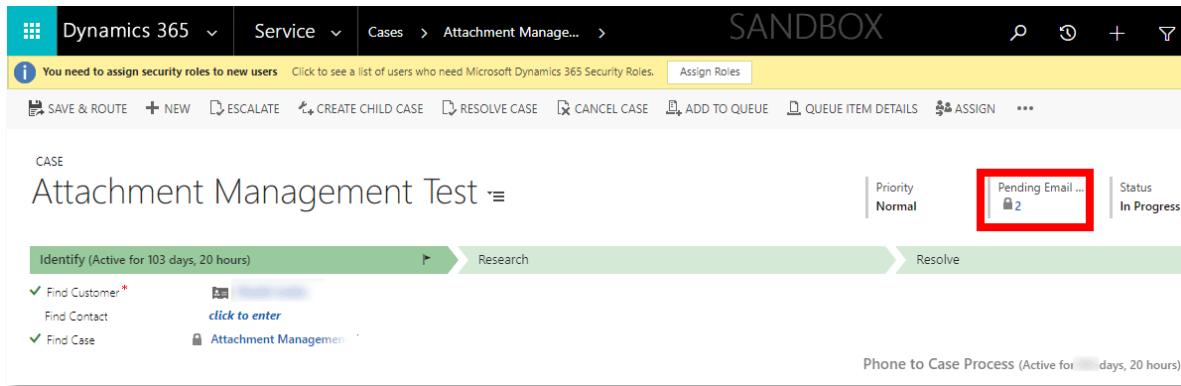 Dynamics 365 Service Cases > Attachment Manage... > SANDBOX
You need to assign security roles to new users Click to see a list of users who need Microsoft Dynamics 365 Security Roles. Assign Roles
SAVE & ROUTE NEW ESCALATE CREATE CHILD CASE RESOLVE CASE CANCEL CASE ADD TO QUEUE QUEUE ITEM DETAILS ASSIGN •••
CASE
Attachment Management Test
Priority Pending Email ... Status
Normal 2 In Progress
Identify (Active for 103 days, 20 hours) Research Resolve
Find Customer*
Find Contact click to enter
Find Case Attachment Managemen
Phone to Case Process (Active for days, 20 hours)